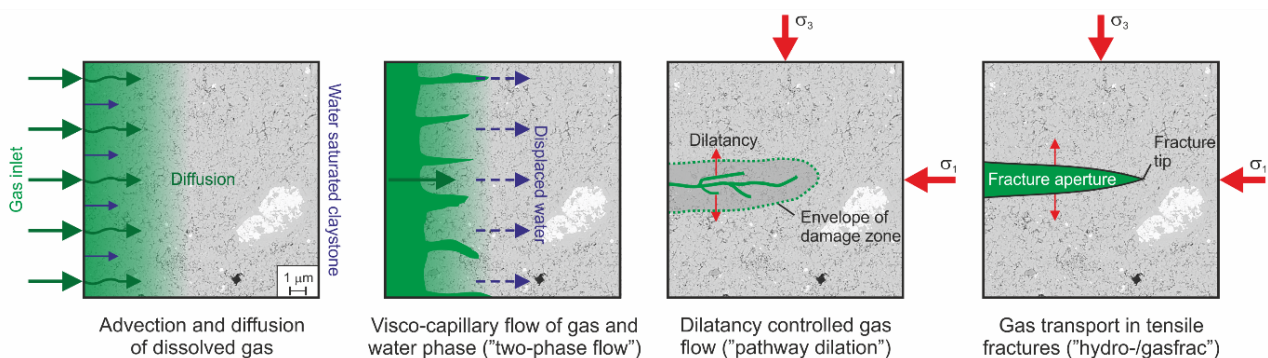 σ3
σ3
Gas inlet
Diffusion
Water saturated claystone
1 μm
Displaced water
Dilatancy
Envelope of
damage zone
σ1
Fracture
tip
Fracture aperture
σ1
Advection and diffusion
of dissolved gas
Visco-capillary flow of gas and
water phase ("two-phase flow")
Dilatancy controlled gas
flow ("pathway dilation")
Gas transport in tensile
fractures ("hydro-/gasfrac")